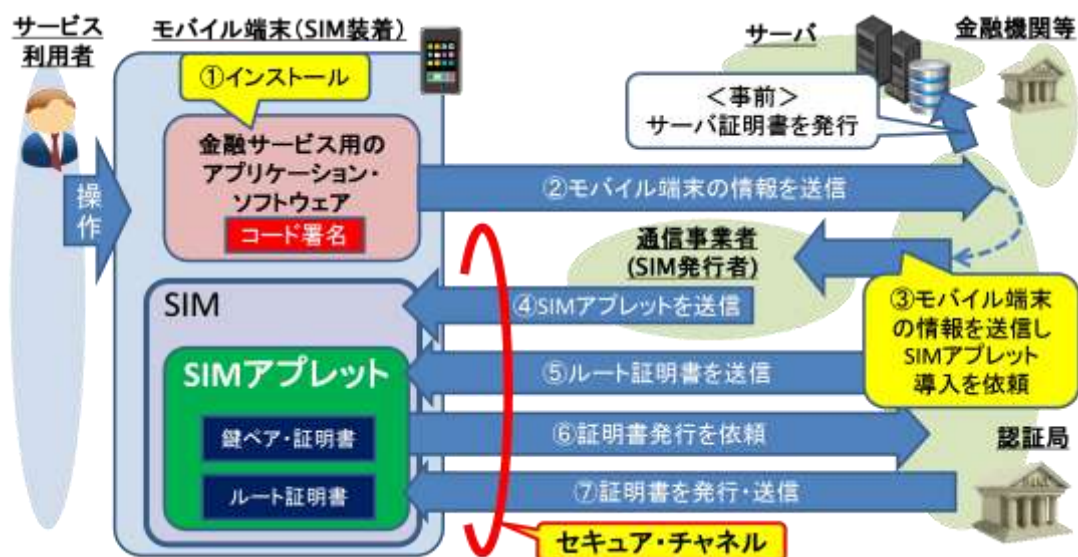 サービス
利用者
モバイル端末(SIM装着)
サーバ
金融機関等
①インストール
<事前>
サーバ証明書を発行
金融サービス用の
アプリケーション・
ソフトウェア
コード署名
操
作
②モバイル端末の情報を送信
通信事業者
(SIM発行者)
③モバイル端末
の情報を送信し
SIMアプレット
導入を依頼
SIM
④SIMアプレットを送信
SIMアプレット
⑤ルート証明書を送信
鍵ペア・証明書
⑥証明書発行を依頼
認証局
ルート証明書
⑦証明書を発行・送信
セキュア・チャネル